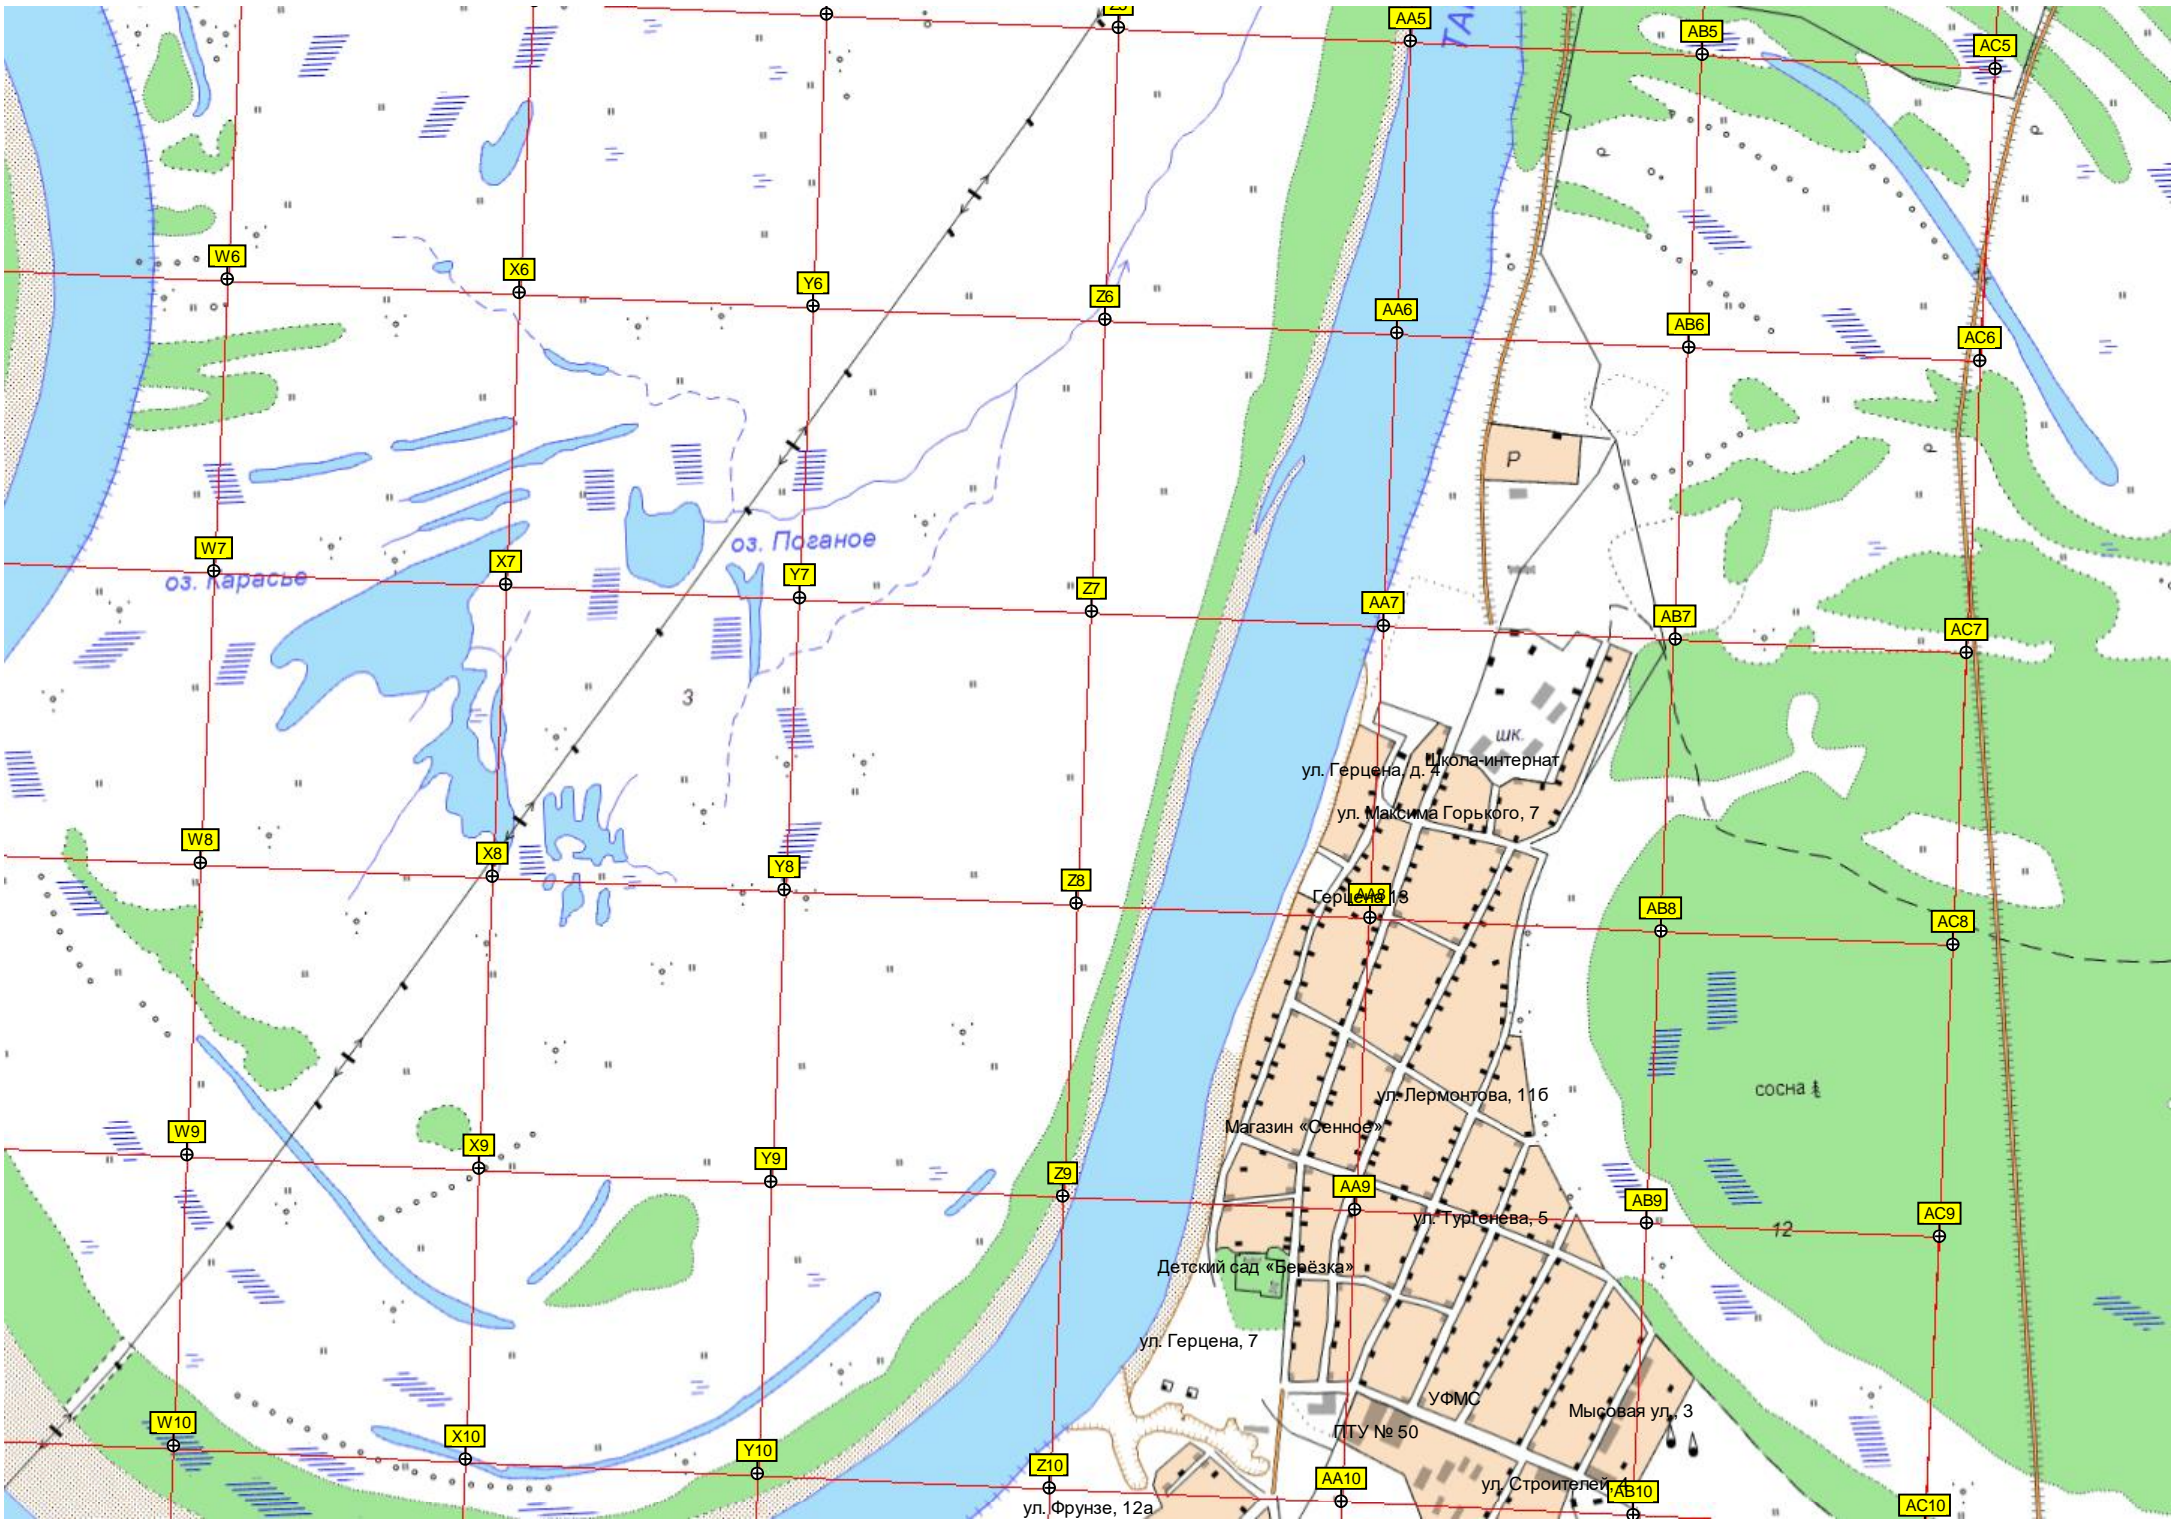 AA5
ТА
AB5
AC5
W6
X6
Y6
Z6
AA6
AB6
AC6
Р
оз. Поганое
W7
оз. Карасье
X7
Y7
Z7
AA7
AB7
AC7
3
шк.
Школа-интернат
ул. Герцена. д. 4
ул. Максима Горького, 7
W8
X8
Y8
Z8
AA8
Герцена 13
AB8
AC8
сосна
ул. Лермонтова, 11б
Магазин «Сенное»
W9
X9
Y9
Z9
AA9
AB9
AC9
ул. Тургенева, 5
12
Детский сад «Берёзка»
ул. Герцена, 7
УФМС
Мысовая ул., 3
ПТУ № 50
W10
X10
Y10
Z10
AA10
ул. Строителей, 4
AB10
AC10
ул. Фрунзе, 12а